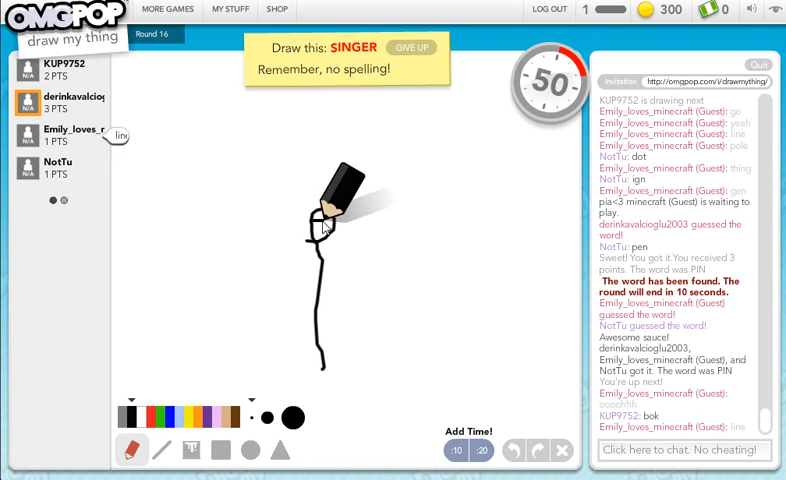 OMGPOP
draw my thing
MORE GAMES
MY STUFF
SHOP
LOG OUT
1
300
0
Round 16
Draw this: SINGER
GIVE UP
Remember, no spelling!
50
N/A
KUP9752
2 PTS
N/A
derinkavalciog
3 PTS
N/A
Emily_loves_r
1 PTS
line
N/A
NotTu
1 PTS
Quit
Invitation
http://omgpop.com/i/drawmything/
KUP9752 is drawing next
Emily_loves_minecraft (Guest): go
Emily_loves_minecraft (Guest): yeah
Emily_loves_minecraft (Guest): line
Emily_loves_minecraft (Guest): pole
NotTu: dot
Emily_loves_minecraft (Guest): thing
NotTu: ign
Emily_loves_minecraft (Guest): gen
pia<3 minecraft (Guest) is waiting to
play.
derinkavalcioglu2003 guessed the
word!
NotTu: pen
Sweet! You got it.You received 3
points. The word was PIN
The word has been found. The
round will end in 10 seconds.
Emily_loves_minecraft (Guest)
guessed the word!
NotTu guessed the word!
Awesome sauce!
derinkavalcioglu2003,
Emily_loves_minecraft (Guest), and
NotTu got it. The word was PIN
You're up next!
Emily_loves_minecraft (Guest):
ooohhh
KUP9752: bok
Emily_loves_minecraft (Guest): line
Click here to chat. No cheating!
Add Time!
:10
:20